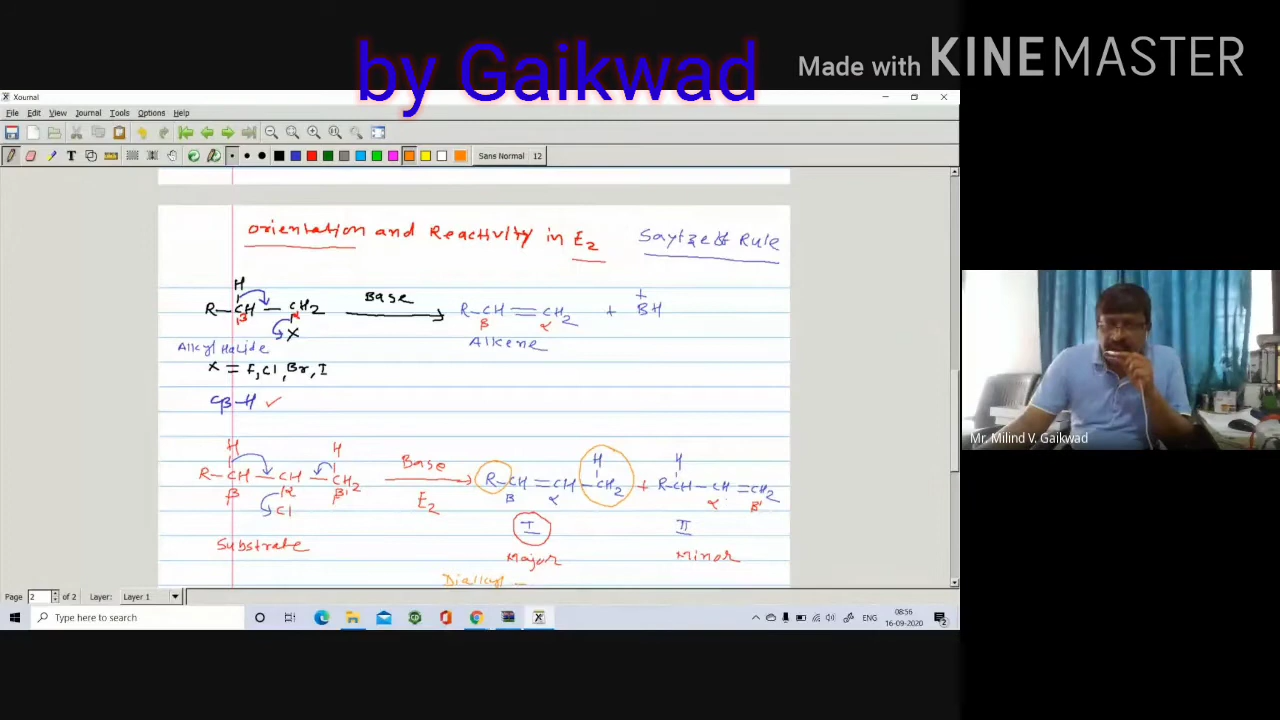 by Gaikwad
Made with KINEMASTER
Xournal
File Edit View Journal Tools Options Help
Sans Normal 12
Orientation and Reactivity in E2 Saytzeff Rule
H
R-CH-CH2 Base R-CH=CH2 + +BH
β α β α
X
Alkyl Halide Alkene
X = F, Cl, Br, I
Cβ-H ✓
H H H H
R-CH-CH-CH2 Base R-CH=CH-CH2 + R-CH-CH=CH2
β α β' E2 β α α β'
Cl
I II
Substrate Major Minor
Dialkyl –
Page 2 of 2 Layer: Layer 1
Type here to search
ENG
08:56
16-09-2020
2
Mr. Milind V. Gaikwad